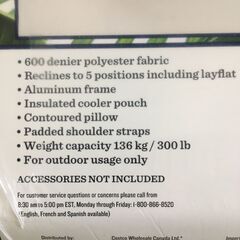 • 600 denier polyester fabric
• Reclines to 5 positions including layflat
• Aluminum frame
• Insulated cooler pouch
• Contoured pillow
• Padded shoulder straps
• Weight capacity 136 kg / 300 lb
• For outdoor usage only
ACCESSORIES NOT INCLUDED
For customer service questions or concerns please call from
8:30 am to 5:00 pm EST, Monday through Friday: 1-800-866-8520
(English, French and Spanish available)
Distributed by: Costco Wholesale Canada Ltd.*